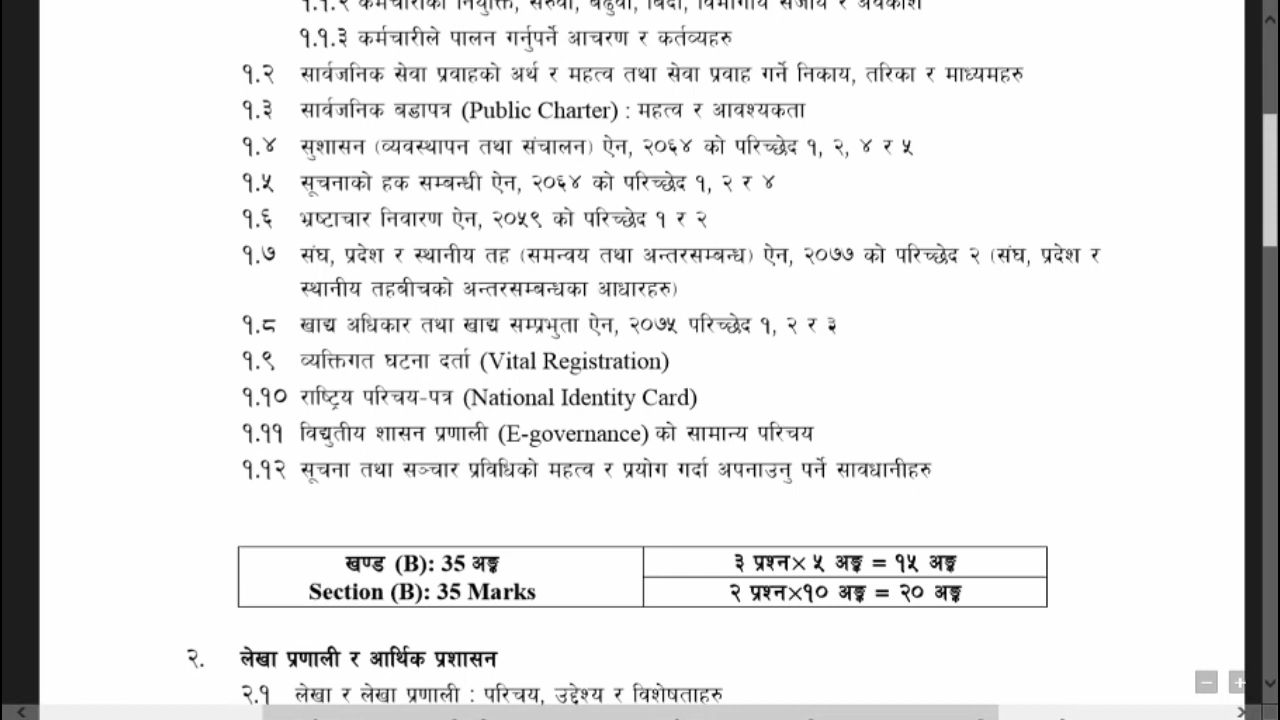 १.१.२ कर्मचारीको नियुक्ति, सरुवा, बढुवा, बिदा, विभागीय सजाय र अवकाश
१.१.३ कर्मचारीले पालन गर्नुपर्ने आचरण र कर्तव्यहरु
१.२ सार्वजनिक सेवा प्रवाहको अर्थ र महत्व तथा सेवा प्रवाह गर्ने निकाय, तरिका र माध्यमहरु
१.३ सार्वजनिक बडापत्र (Public Charter) : महत्व र आवश्यकता
१.४ सुशासन (व्यवस्थापन तथा संचालन) ऐन, २०६४ को परिच्छेद १, २, ४ र ५
१.५ सूचनाको हक सम्बन्धी ऐन, २०६४ को परिच्छेद १, २ र ४
१.६ भ्रष्टाचार निवारण ऐन, २०५९ को परिच्छेद १ र २
१.७ संघ, प्रदेश र स्थानीय तह (समन्वय तथा अन्तरसम्बन्ध) ऐन, २०७७ को परिच्छेद २ (संघ, प्रदेश र
स्थानीय तहबीचको अन्तरसम्बन्धका आधारहरु)
१.८ खाद्य अधिकार तथा खाद्य सम्प्रभुता ऐन, २०७५ परिच्छेद १, २ र ३
१.९ व्यक्तिगत घटना दर्ता (Vital Registration)
१.१० राष्ट्रिय परिचय-पत्र (National Identity Card)
१.११ विद्युतीय शासन प्रणाली (E-governance) को सामान्य परिचय
१.१२ सूचना तथा सञ्चार प्रविधिको महत्व र प्रयोग गर्दा अपनाउनु पर्ने सावधानीहरु
खण्ड (B): 35 अङ्क
Section (B): 35 Marks
३ प्रश्न× ५ अङ्क = १५ अङ्क
२ प्रश्न×१० अङ्क = २० अङ्क
२. लेखा प्रणाली र आर्थिक प्रशासन
२.१ लेखा र लेखा प्रणाली : परिचय, उद्देश्य र विशेषताहरु